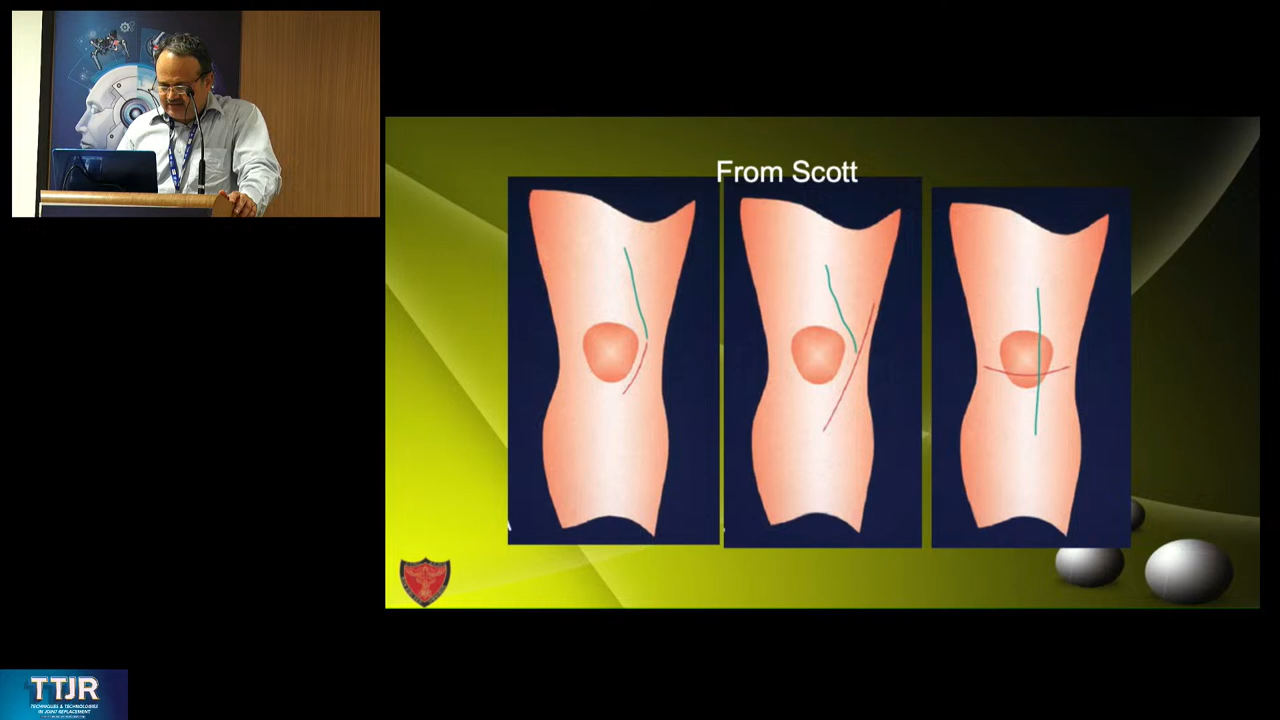 From Scott
TTJR
TECHNIQUES & TECHNOLOGIES
IN JOINT REPLACEMENT